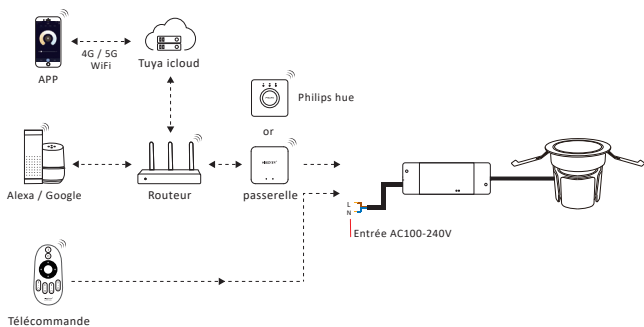 4G / 5G
WiFi
APP
Tuya icloud
Philips hue
or
Alexa / Google
Routeur
passerelle
L
N
Entrée AC100-240V
Télécommande